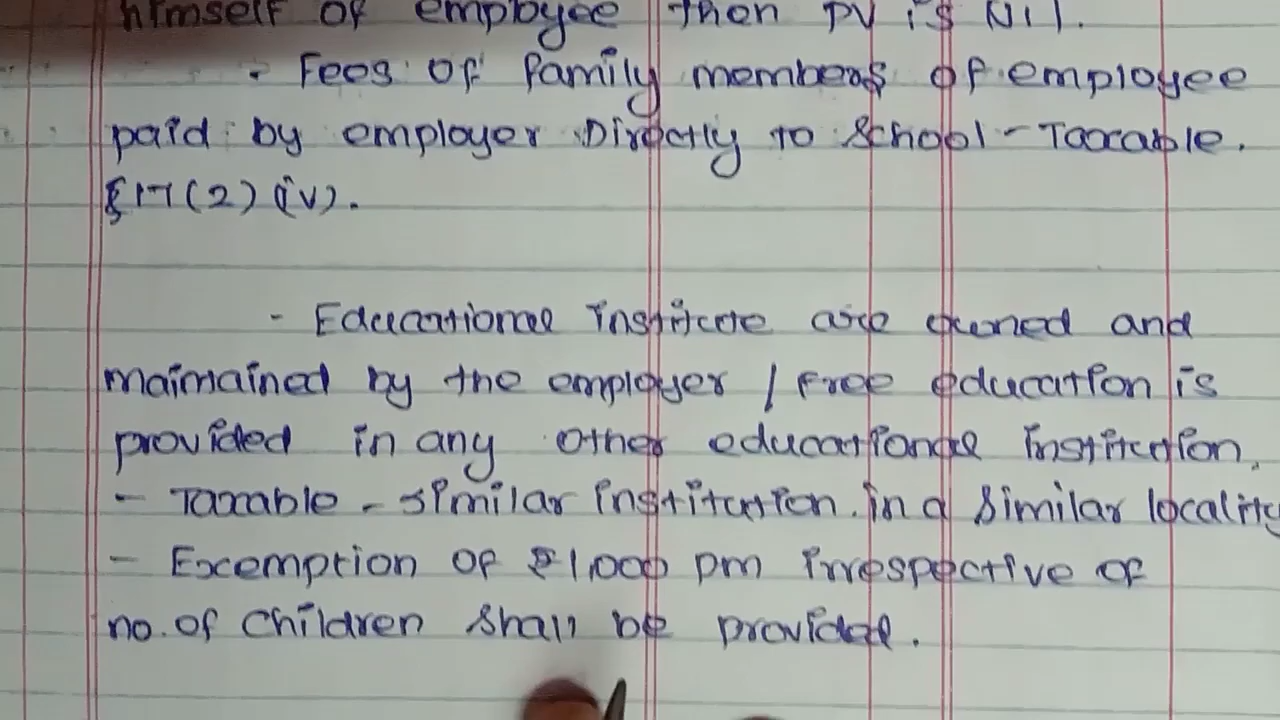 himself of employee then PV is Nil.
- Fees of family members of employee
paid by employer Directly to School - Taxable.
§17(2)(iv).
- Educational institute are owned and
maintained by the employer / Free education is
provided in any other educational institution.
- Taxable - similar institution in a similar locality
- Exemption of ₹1,000 pm irrespective of
no. of children shall be provided.